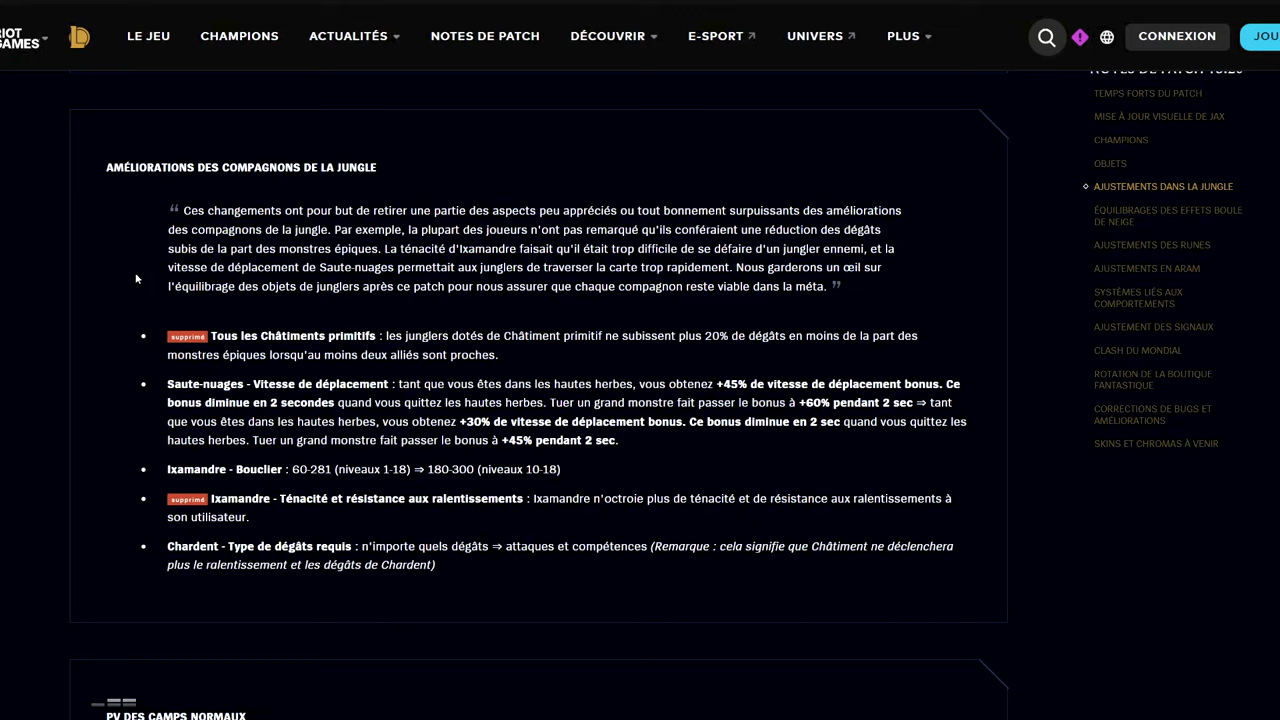 RIOT
GAMES
LE JEU
CHAMPIONS
ACTUALITÉS
NOTES DE PATCH
DÉCOUVRIR
E-SPORT
UNIVERS
PLUS
CONNEXION
JOU
AMÉLIORATIONS DES COMPAGNONS DE LA JUNGLE
“ Ces changements ont pour but de retirer une partie des aspects peu appréciés ou tout bonnement surpuissants des améliorations
des compagnons de la jungle. Par exemple, la plupart des joueurs n'ont pas remarqué qu'ils conféraient une réduction des dégâts
subis de la part des monstres épiques. La ténacité d'Ixamandre faisait qu'il était trop difficile de se défaire d'un jungler ennemi, et la
vitesse de déplacement de Saute-nuages permettait aux junglers de traverser la carte trop rapidement. Nous garderons un œil sur
l'équilibrage des objets de junglers après ce patch pour nous assurer que chaque compagnon reste viable dans la méta. ”
• supprimé Tous les Châtiments primitifs : les junglers dotés de Châtiment primitif ne subissent plus 20% de dégâts en moins de la part des
monstres épiques lorsqu'au moins deux alliés sont proches.
• Saute-nuages - Vitesse de déplacement : tant que vous êtes dans les hautes herbes, vous obtenez +45% de vitesse de déplacement bonus. Ce
bonus diminue en 2 secondes quand vous quittez les hautes herbes. Tuer un grand monstre fait passer le bonus à +60% pendant 2 sec ⇒ tant
que vous êtes dans les hautes herbes, vous obtenez +30% de vitesse de déplacement bonus. Ce bonus diminue en 2 sec quand vous quittez les
hautes herbes. Tuer un grand monstre fait passer le bonus à +45% pendant 2 sec.
• Ixamandre - Bouclier : 60-281 (niveaux 1-18) ⇒ 180-300 (niveaux 10-18)
• supprimé Ixamandre - Ténacité et résistance aux ralentissements : Ixamandre n'octroie plus de ténacité et de résistance aux ralentissements à
son utilisateur.
• Chardent - Type de dégâts requis : n'importe quels dégâts ⇒ attaques et compétences (Remarque : cela signifie que Châtiment ne déclenchera
plus le ralentissement et les dégâts de Chardent)
PV DES CAMPS NORMAUX
TEMPS FORTS DU PATCH
MISE À JOUR VISUELLE DE JAX
CHAMPIONS
OBJETS
AJUSTEMENTS DANS LA JUNGLE
ÉQUILIBRAGES DES EFFETS BOULE
DE NEIGE
AJUSTEMENTS DES RUNES
AJUSTEMENTS EN ARAM
SYSTÈMES LIÉS AUX
COMPORTEMENTS
AJUSTEMENT DES SIGNAUX
CLASH DU MONDIAL
ROTATION DE LA BOUTIQUE
FANTASTIQUE
CORRECTIONS DE BUGS ET
AMÉLIORATIONS
SKINS ET CHROMAS À VENIR